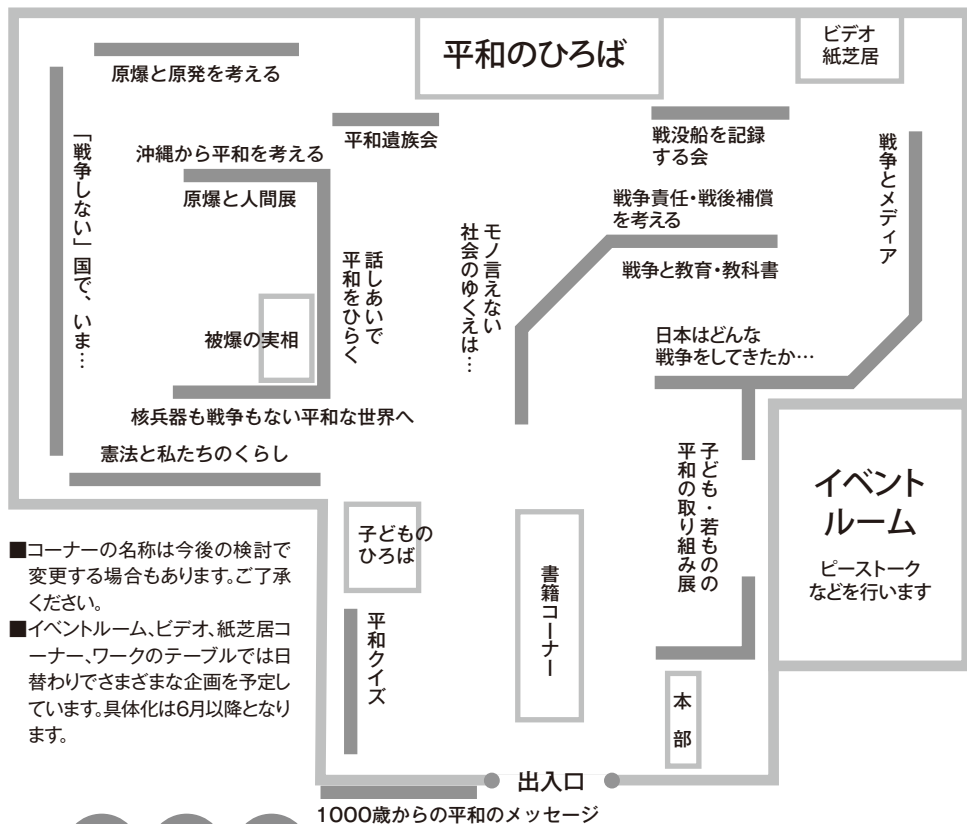 平和のひろば
ビデオ
紙芝居
原爆と原発を考える
平和遺族会
戦没船を記録
する会
戦争とメディア
「戦争しない」国で、いま…
沖縄から平和を考える
原爆と人間展
話しあいで
平和をひらく
モノ言えない
社会のゆくえは…
戦争責任・戦後補償
を考える
戦争と教育・教科書
被爆の実相
日本はどんな
戦争をしてきたか…
核兵器も戦争もない平和な世界へ
憲法と私たちのくらし
子ども・若ものの
平和の取り組み展
イベント
ルーム
ピーストーク
などを行います
子どもの
ひろば
書籍コーナー
平和クイズ
本部
出入口
1000歳からの平和のメッセージ
■コーナーの名称は今後の検討で
変更する場合もあります。ご了承
ください。
■イベントルーム、ビデオ、紙芝居コ
ーナー、ワークのテーブルでは日
替わりでさまざまな企画を予定し
ています。具体化は6月以降となり
ます。